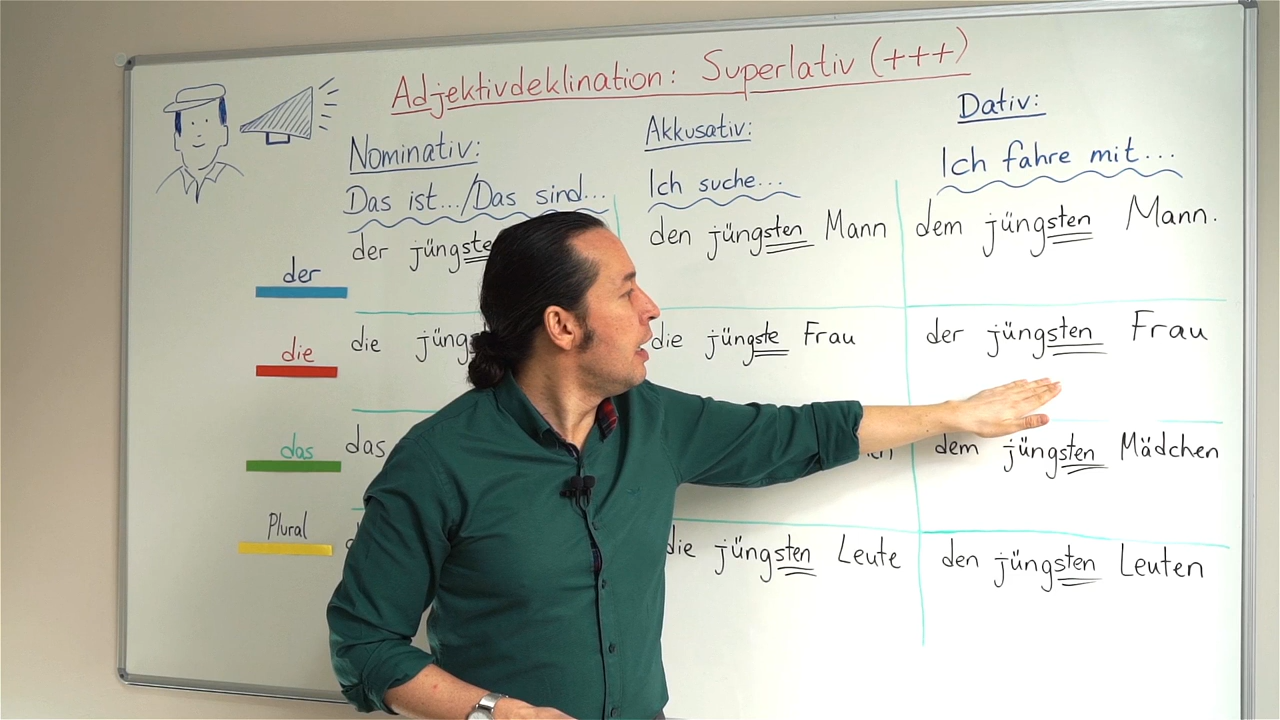 Adjektivdeklination: Superlativ (+++)
Nominativ:
Das ist.../Das sind...
Akkusativ:
Ich suche...
Dativ:
Ich fahre mit...
der
der
den jüngsten Mann
dem jüngsten Mann.
die
die
die jüngste Frau
der jüngsten Frau
das
das
dem jüngsten Mädchen
Plural
die jüngsten Leute
den jüngsten Leuten